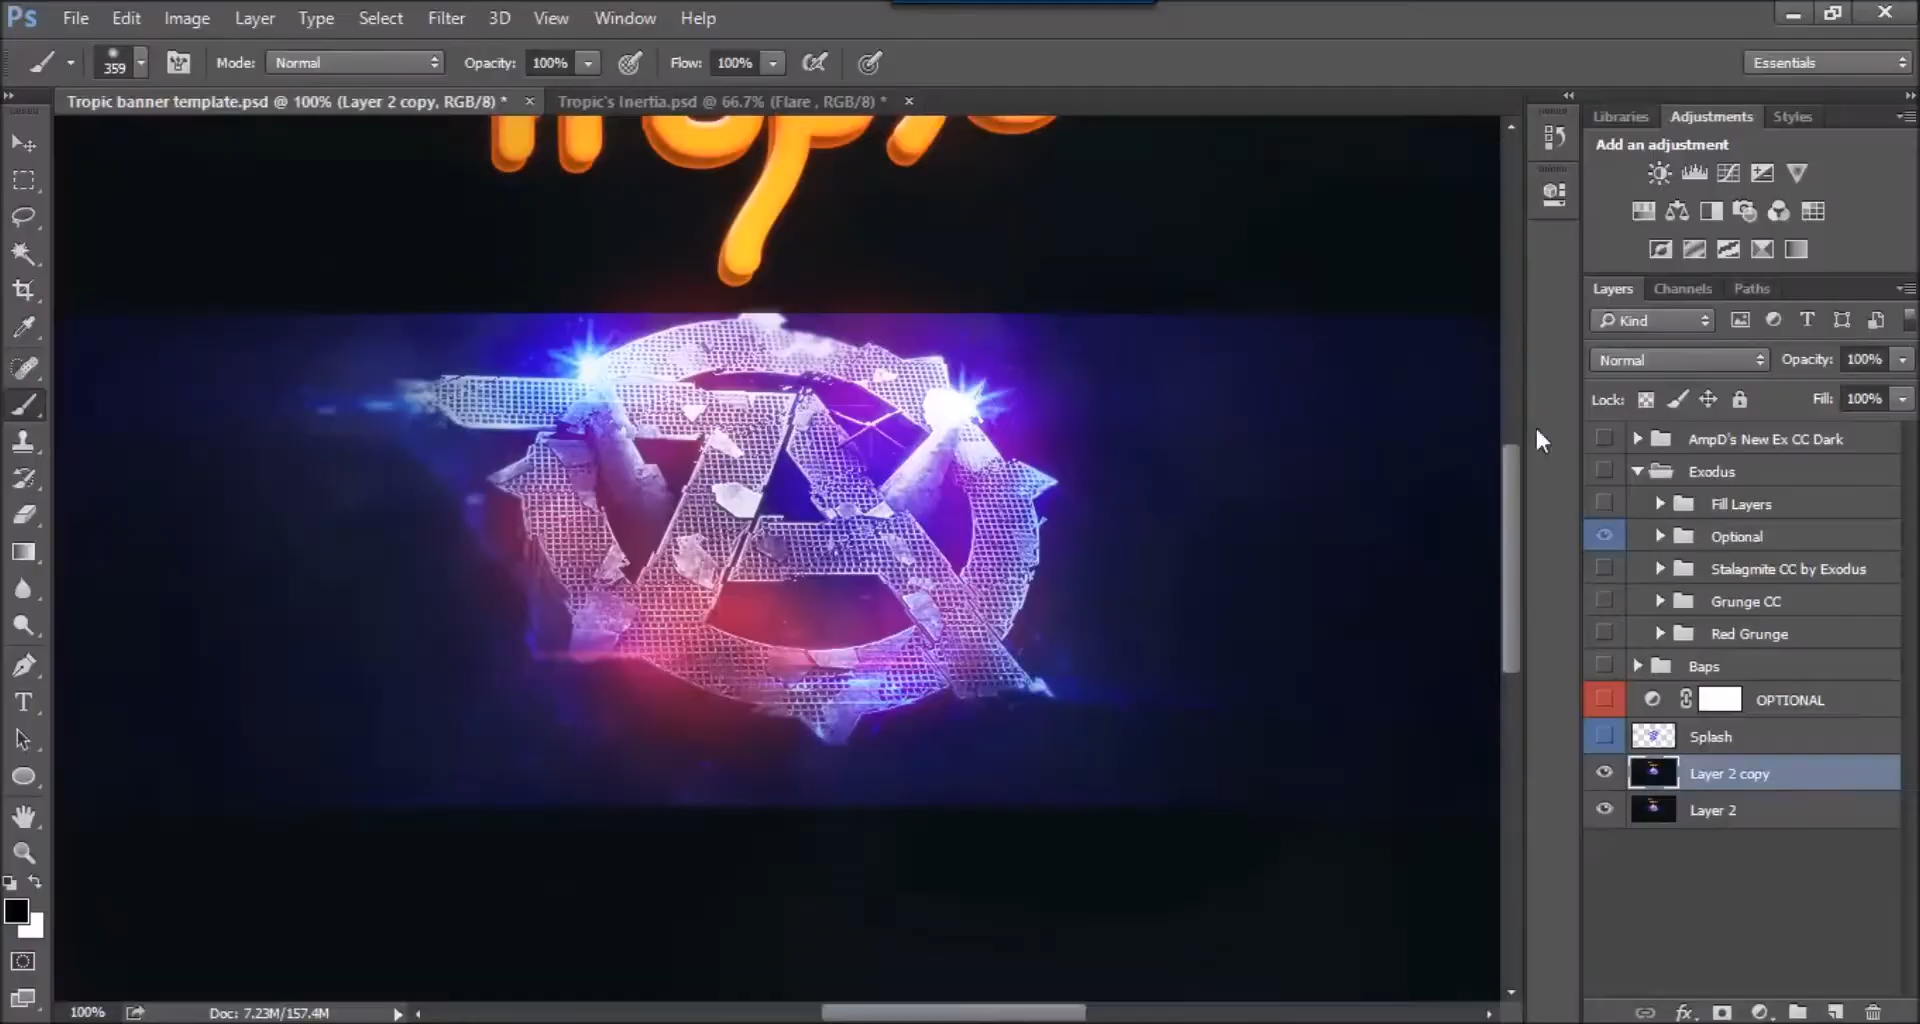 Ps File Edit Image Layer Type Select Filter 3D View Window Help
359 Mode: Normal Opacity: 100% Flow: 100% Essentials
Tropic banner template.psd @ 100% (Layer 2 copy, RGB/8) * × Tropic's Inertia.psd @ 66.7% (Flare , RGB/8) * ×
Libraries Adjustments Styles
Add an adjustment
Layers Channels Paths
Kind
Normal Opacity: 100%
Lock: Fill: 100%
AmpD's New Ex CC Dark
Exodus
Fill Layers
Optional
Stalagmite CC by Exodus
Grunge CC
Red Grunge
Baps
OPTIONAL
Splash
Layer 2 copy
Layer 2
100% Doc: 7.23M/157.4M